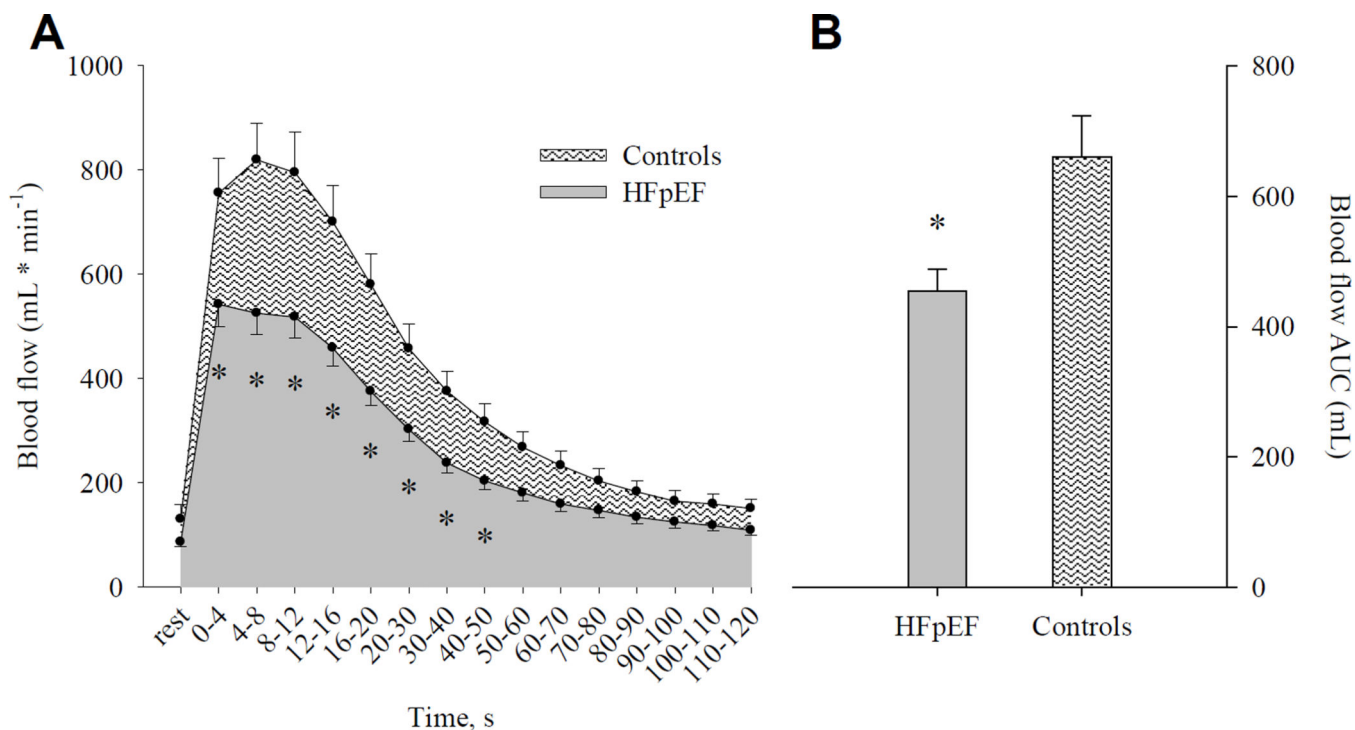 A
B
1000
800
600
400
200
0
Blood flow (mL * min⁻¹)
Controls
HFpEF
* * * * * * * *
rest 0-4 4-8 8-12 12-16 16-20 20-30 30-40 40-50 50-60 60-70 70-80 80-90 90-100 100-110 110-120
Time, s
*
800
600
400
200
0
Blood flow AUC (mL)
HFpEF Controls